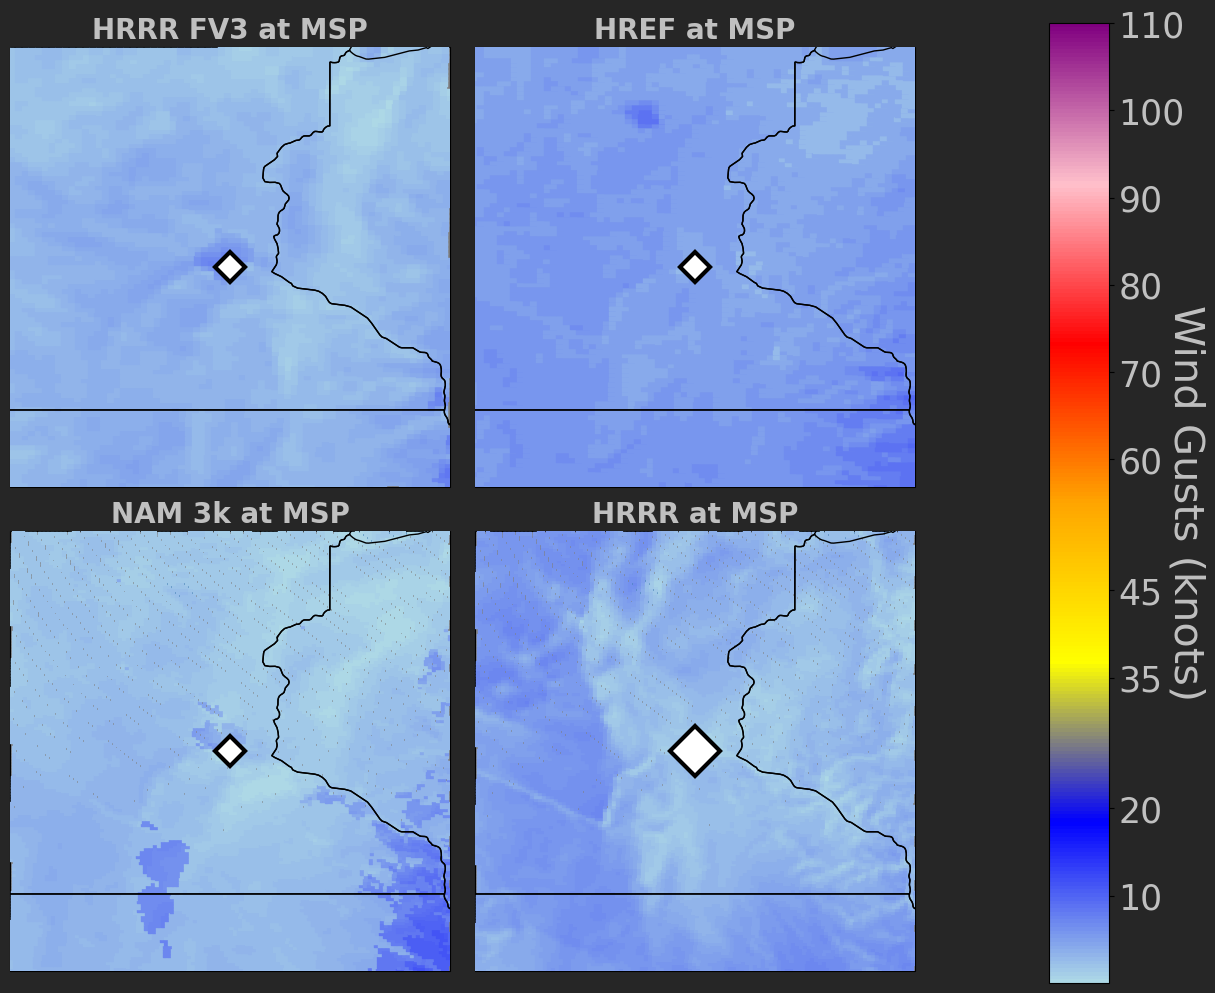 HRRR FV3 at MSP
HREF at MSP
NAM 3k at MSP
HRRR at MSP
110
100
90
80
70
60
45
35
20
10
Wind Gusts (knots)